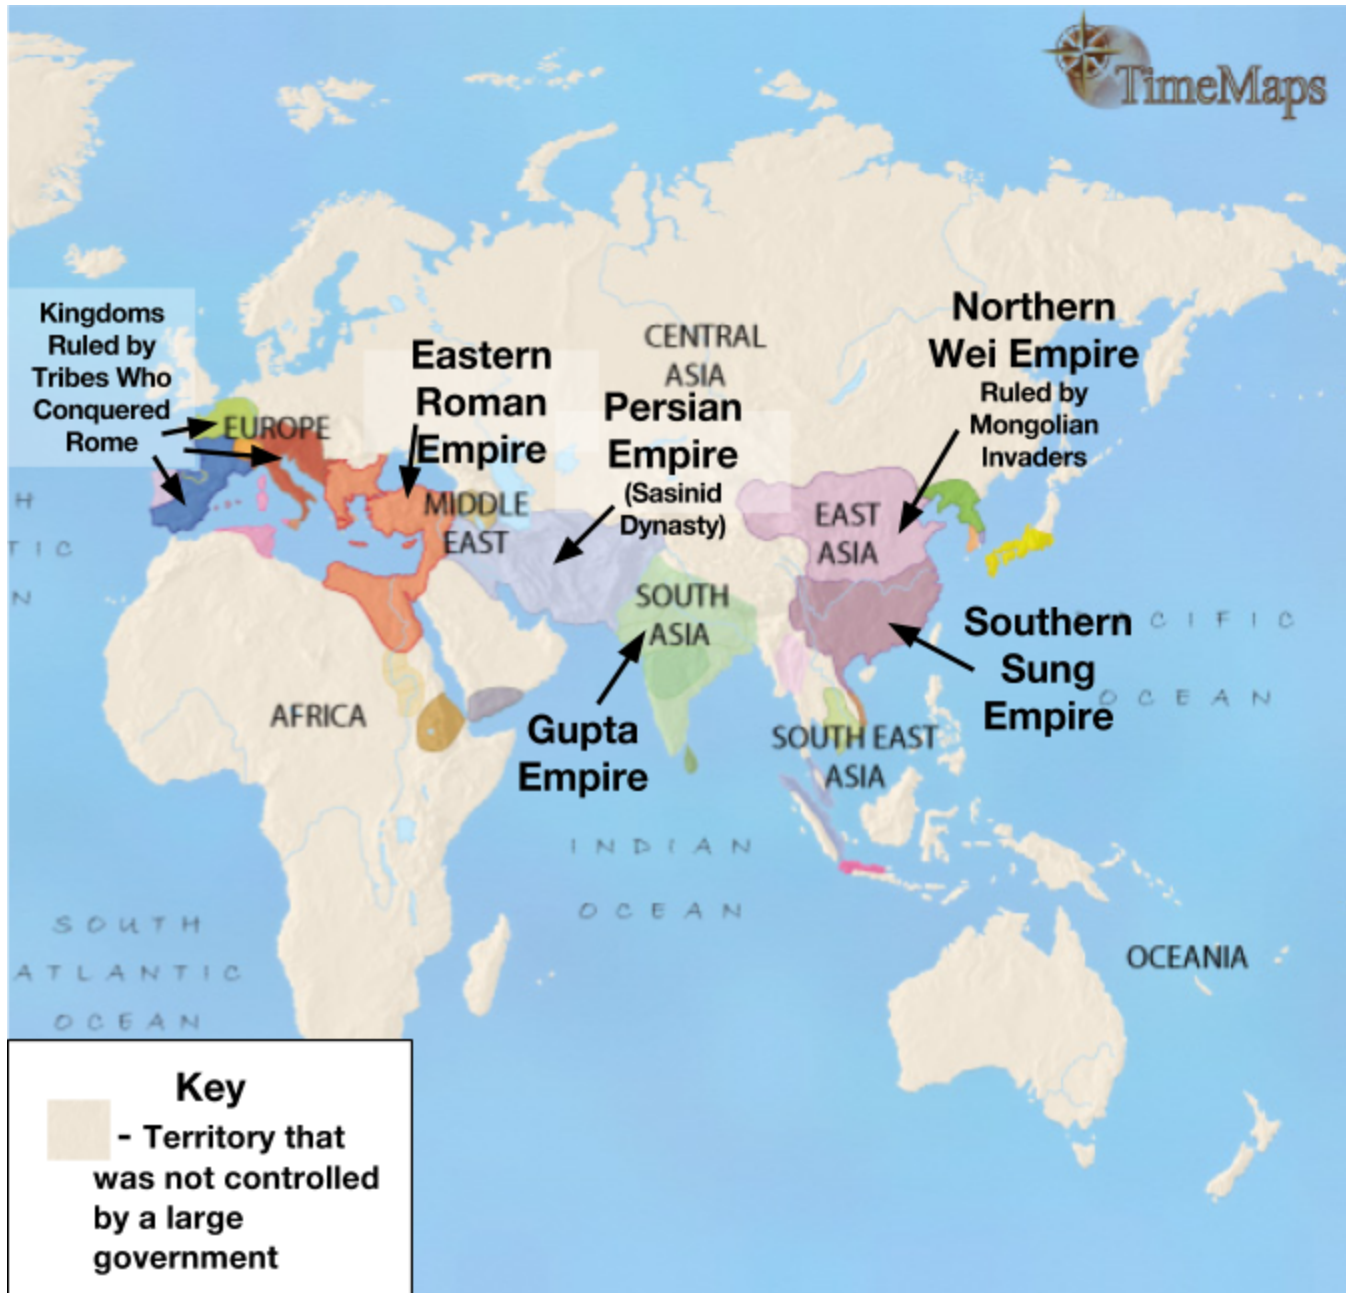 TimeMaps
Kingdoms
Ruled by
Tribes Who
Conquered
Rome
EUROPE
Eastern
Roman
Empire
MIDDLE
EAST
CENTRAL
ASIA
Persian
Empire
(Sasinid
Dynasty)
Northern
Wei Empire
Ruled by
Mongolian
Invaders
EAST
ASIA
H
TIC
N
SOUTH
ASIA
Southern
Sung
Empire
CIFIC
OCEAN
AFRICA
Gupta
Empire
SOUTH EAST
ASIA
INDIAN
OCEAN
SOUTH
ATLANTIC
OCEAN
OCEANIA
Key
- Territory that
was not controlled
by a large
government